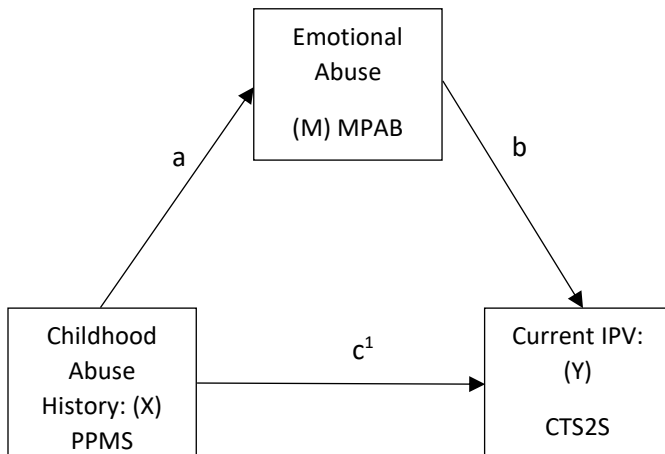 Emotional
Abuse
(M) MPAB
a
b
Childhood
Abuse
History: (X)
PPMS
c¹
Current IPV:
(Y)
CTS2S